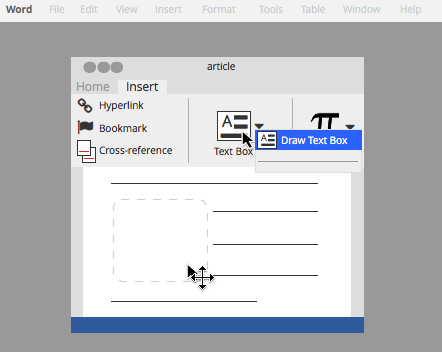 Word File Edit View Insert Format Tools Table Window Help
article
Home Insert
Hyperlink
Bookmark
Cross-reference
A
Text Box
π
A Draw Text Box